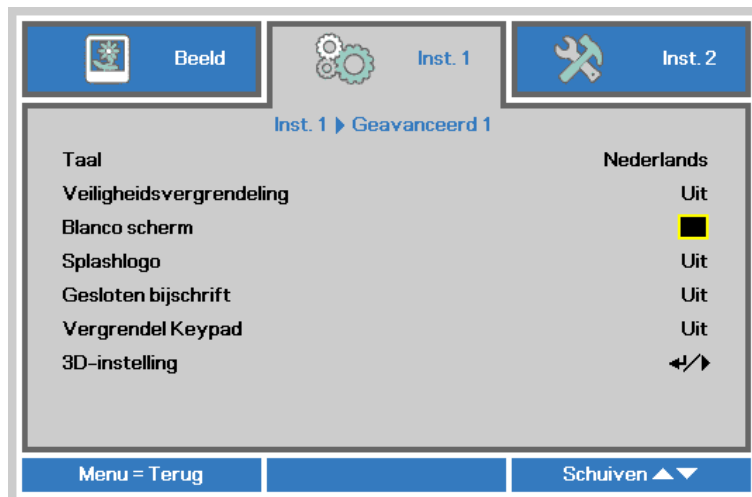 Beeld
Inst. 1
Inst. 2
Inst. 1 Geavanceerd 1
Taal Nederlands
Veiligheidsvergrendeling Uit
Blanco scherm
Splashlogo Uit
Gesloten bijschrift Uit
Vergrendel Keypad Uit
3D-instelling
Menu = Terug
Schuiven